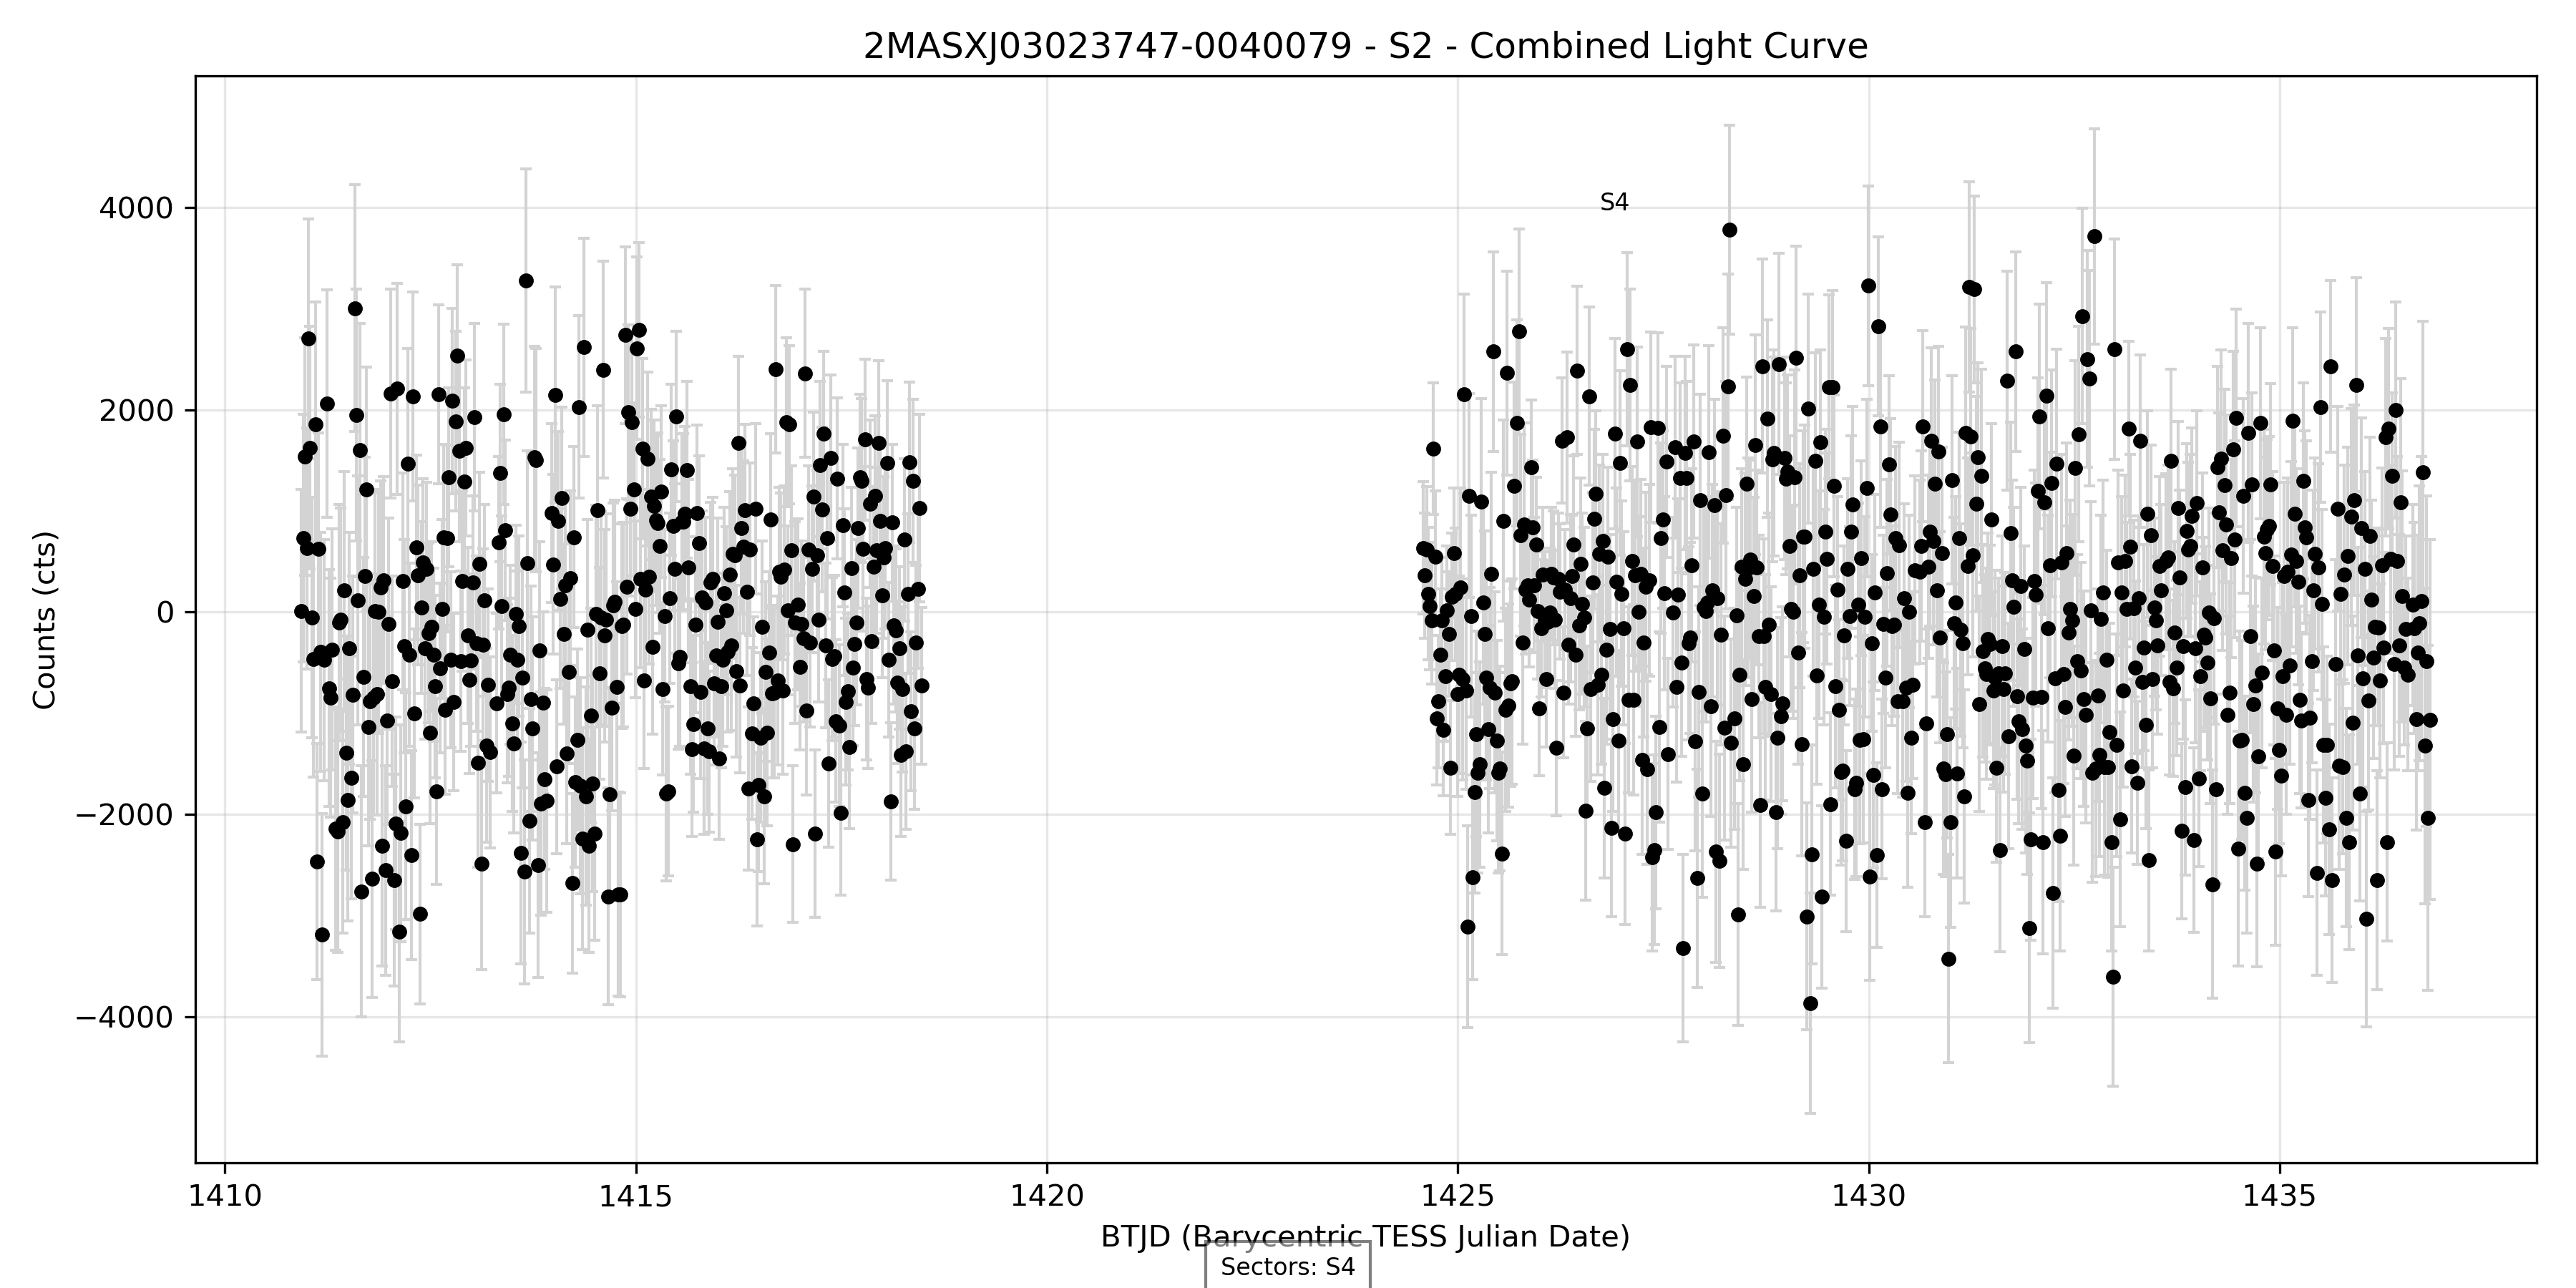 2MASXJ03023747-0040079 - S2 - Combined Light Curve
S4
4000
2000
0
−2000
−4000
Counts (cts)
1410 1415 1420 1425 1430 1435
BTJD (Barycentric TESS Julian Date)
Sectors: S4